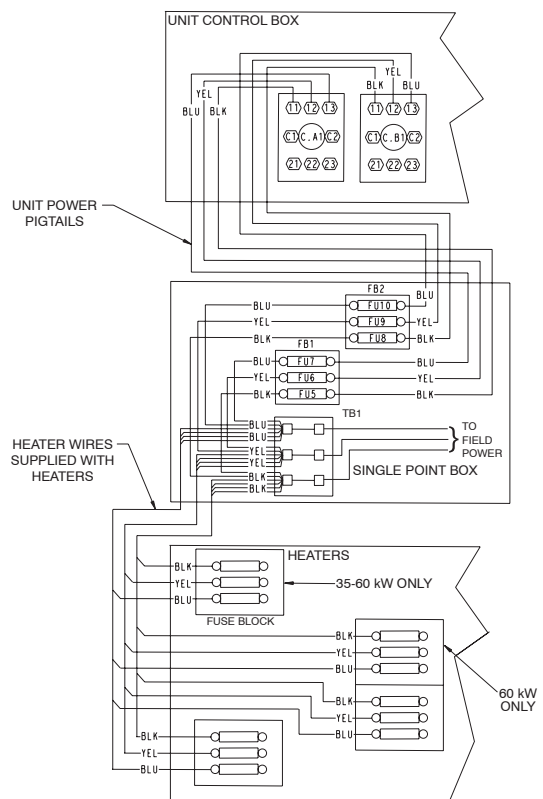 UNIT CONTROL BOX
YEL
BLK
BLU
YEL
BLU
BLK
11 12 13
11 12 13
C1 C.A1 C2
C1 C.B1 C2
21 22 23
21 22 23
UNIT POWER
PIGTAILS
FB2
BLU
BLU FU10
YEL FU9 YEL
BLK FU8 BLK
FB1
BLU FU7 BLU
YEL FU6 YEL
BLK FU5 BLK
TB1
BLU
BLU
BLU
YEL
YEL
YEL
BLK
BLK
BLK
TO
FIELD
POWER
SINGLE POINT BOX
HEATER WIRES
SUPPLIED WITH
HEATERS
HEATERS
BLK
YEL
BLU
35-60 kW ONLY
FUSE BLOCK
BLK
YEL
BLU
BLK
YEL
BLU
60 kW
ONLY
BLK
YEL
BLU